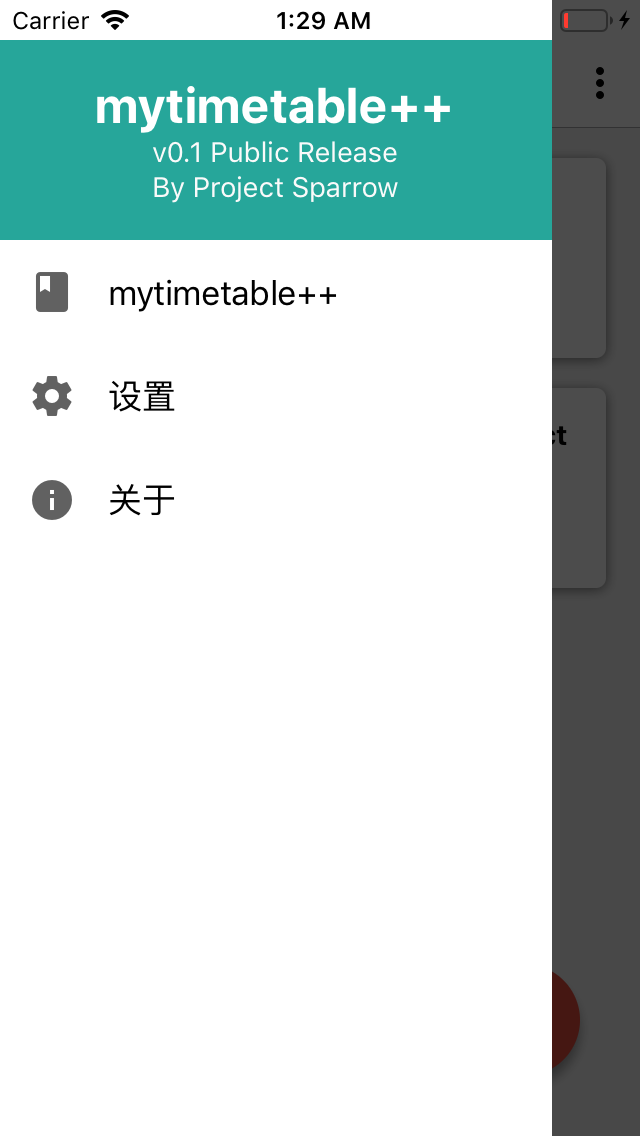 Carrier 1:29 AM
mytimetable++
v0.1 Public Release
By Project Sparrow
mytimetable++
设置
关于